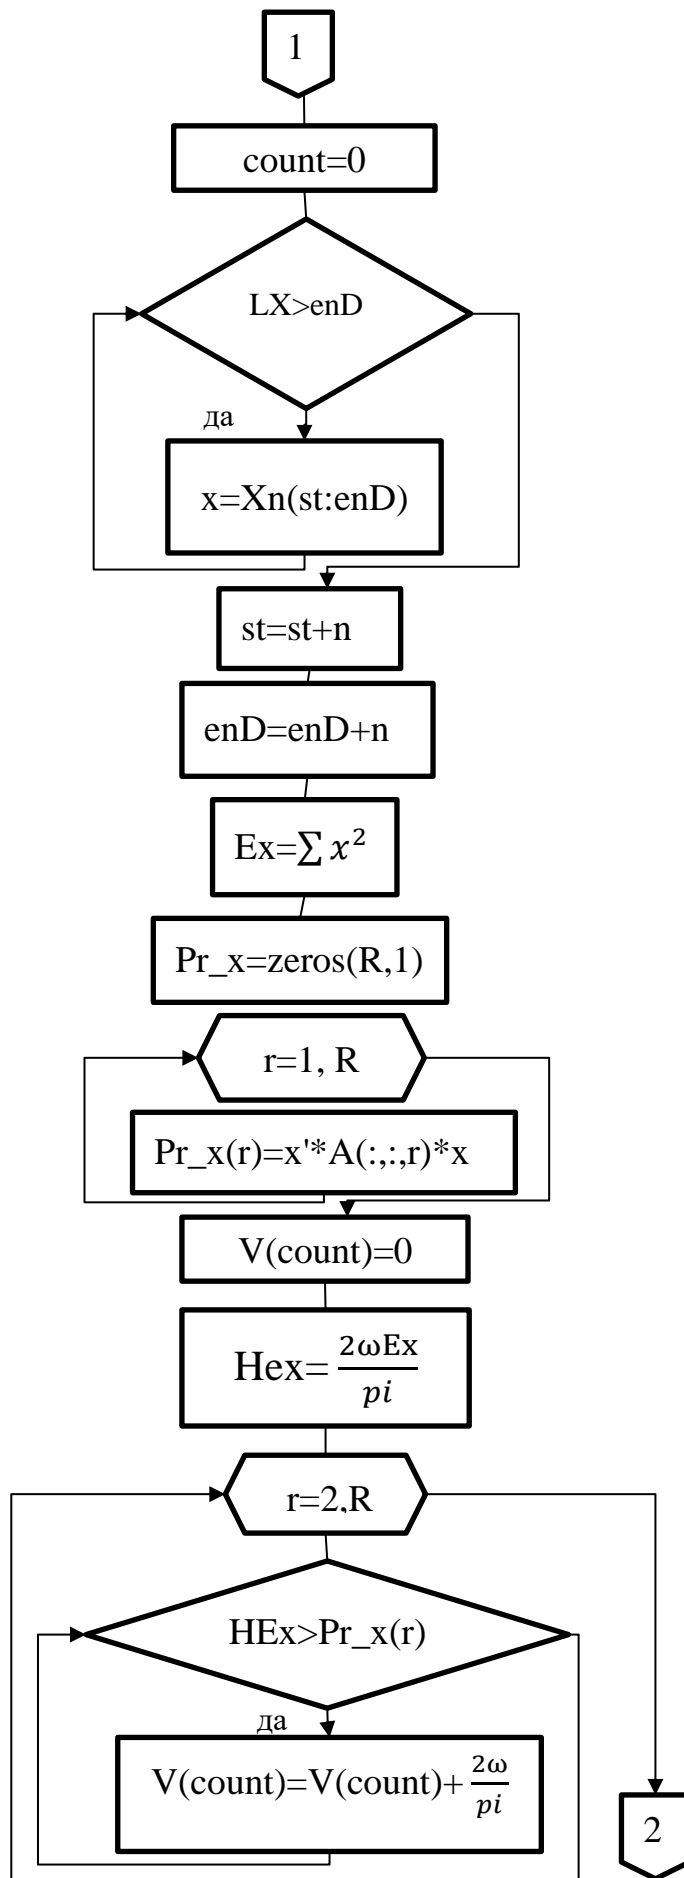 1
count=0
LX>enD
да
x=Xn(st:enD)
st=st+n
enD=enD+n
Ex=∑ x²
Pr_x=zeros(R,1)
r=1, R
Pr_x(r)=x'*A(:,:,r)*x
V(count)=0
Hex= 2ωEx/pi
r=2,R
HEx>Pr_x(r)
да
V(count)=V(count)+ 2ω/pi
2